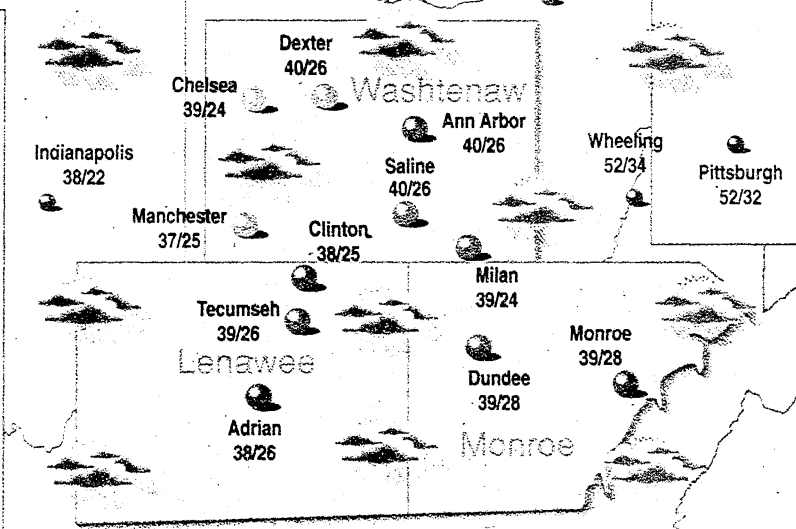 Dexter
40/26
Chelsea
39/24
Washtenaw
Ann Arbor
40/26
Wheeling
52/34
Pittsburgh
52/32
Indianapolis
38/22
Saline
40/26
Manchester
37/25
Clinton
38/25
Milan
39/24
Tecumseh
39/26
Monroe
39/28
Lenawee
Dundee
39/28
Adrian
38/26
Monroe